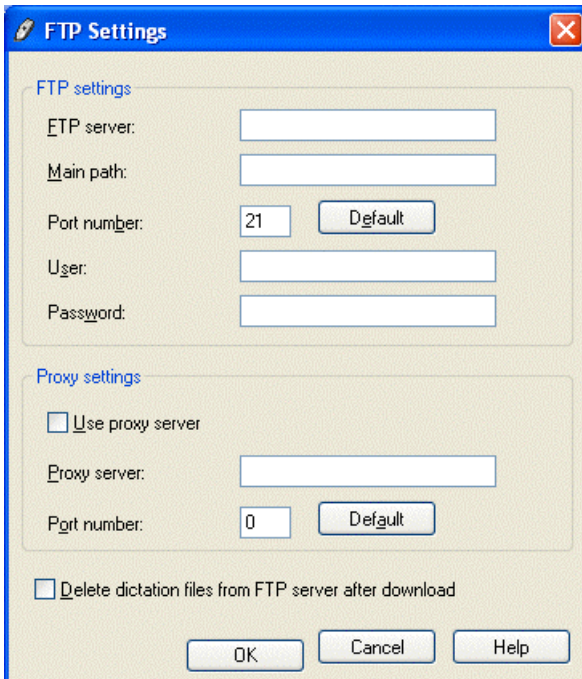 FTP Settings
FTP settings
FTP server:
Main path:
Port number: 21 Default
User:
Password:
Proxy settings
Use proxy server
Proxy server:
Port number: 0 Default
Delete dictation files from FTP server after download
OK Cancel Help